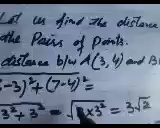 Let us find the distance
the Pairs of points.
distance b/w A(3,4) and B
-3)² + (7-4)² =
3² + 3² = √2×3² = 3√2